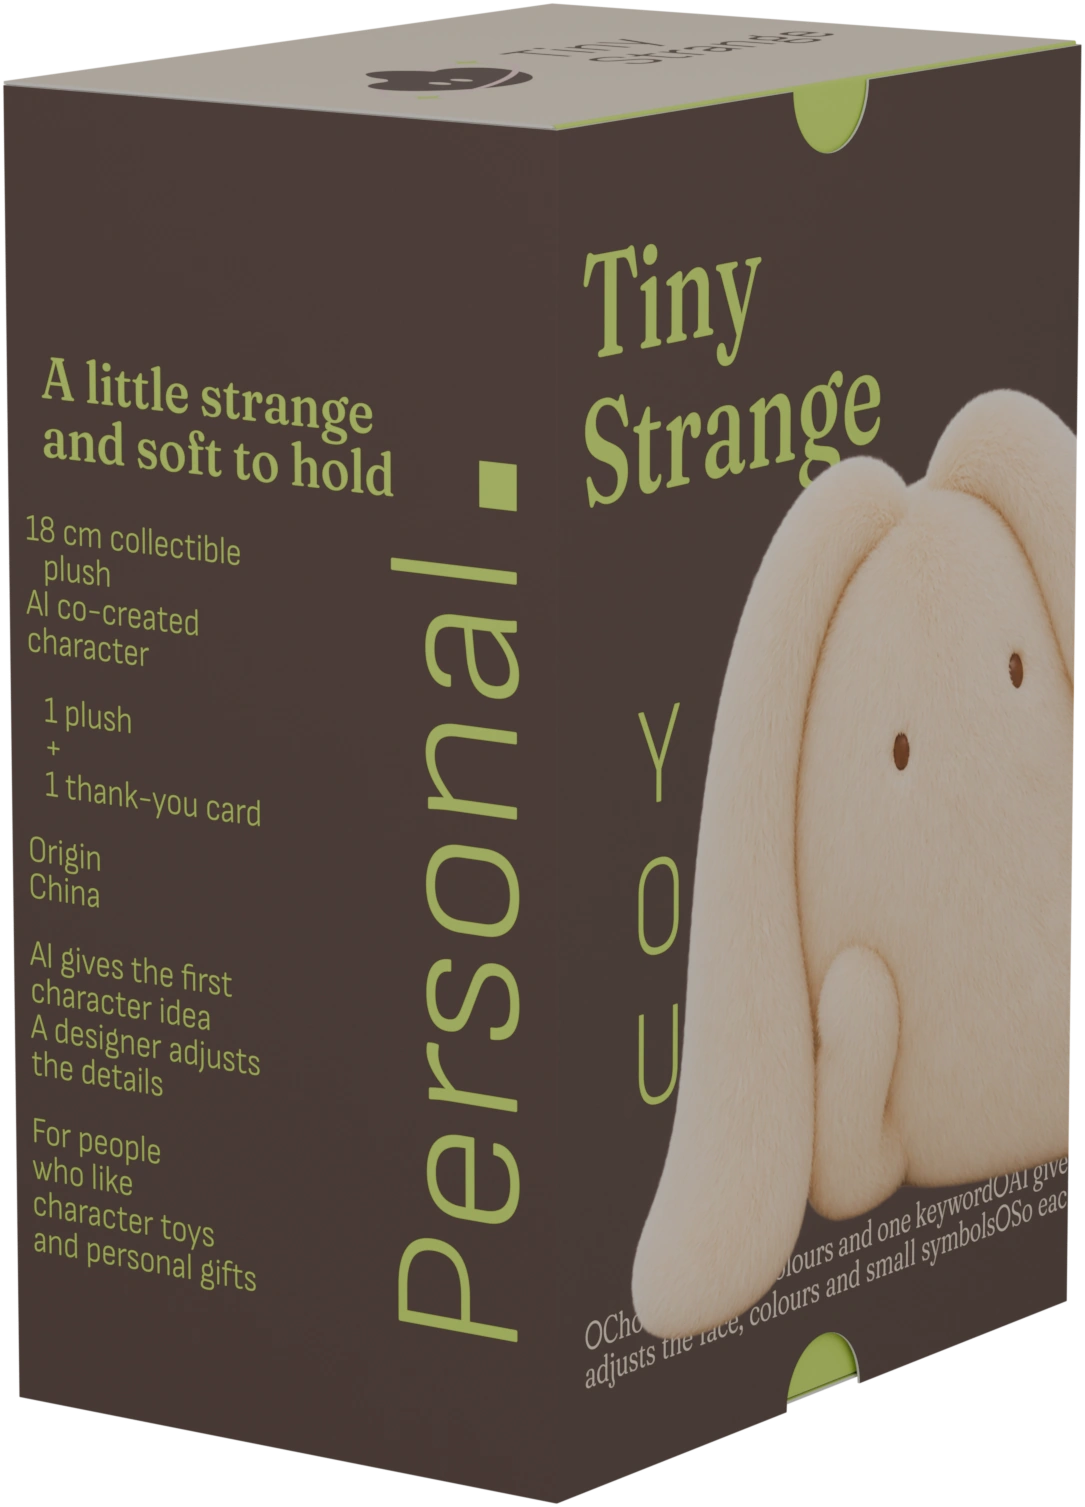 Tiny
Strange
A little strange
and soft to hold
18 cm collectible
plush
AI co-created
character
1 plush
+
1 thank-you card
Origin
China
AI gives the first
character idea
A designer adjusts
the details
For people
who like
character toys
and personal gifts
Personal.
Tiny
Strange
Y
O
U
olours and one keywordOAI give
OCho
adjusts the face, colours and small symbolsOSo eac